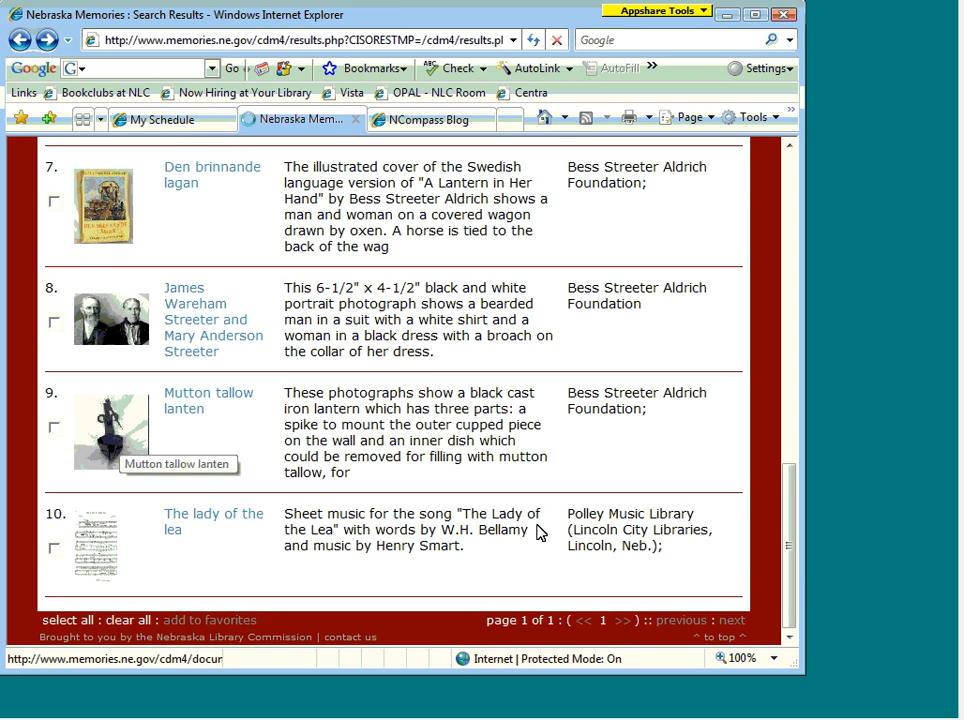 Nebraska Memories : Search Results - Windows Internet Explorer
Appshare Tools
http://www.memories.ne.gov/cdm4/results.php?CISORESTMP=/cdm4/results.pl
Google
Google G Go Bookmarks Check AutoLink AutoFill » Settings
Links Bookclubs at NLC Now Hiring at Your Library Vista OPAL - NLC Room Centra
My Schedule Nebraska Mem... NCompass Blog Page Tools »
7.
Den brinnande
lagan
The illustrated cover of the Swedish
language version of "A Lantern in Her
Hand" by Bess Streeter Aldrich shows a
man and woman on a covered wagon
drawn by oxen. A horse is tied to the
back of the wag
Bess Streeter Aldrich
Foundation;
8.
James
Wareham
Streeter and
Mary Anderson
Streeter
This 6-1/2" x 4-1/2" black and white
portrait photograph shows a bearded
man in a suit with a white shirt and a
woman in a black dress with a broach on
the collar of her dress.
Bess Streeter Aldrich
Foundation
9.
Mutton tallow
lanten
These photographs show a black cast
iron lantern which has three parts: a
spike to mount the outer cupped piece
on the wall and an inner dish which
could be removed for filling with mutton
tallow, for
Bess Streeter Aldrich
Foundation;
Mutton tallow lanten
10.
The lady of the
lea
Sheet music for the song "The Lady of
the Lea" with words by W.H. Bellamy
and music by Henry Smart.
Polley Music Library
(Lincoln City Libraries,
Lincoln, Neb.);
select all : clear all : add to favorites
page 1 of 1 : ( << 1 >> ) :: previous : next
Brought to you by the Nebraska Library Commission | contact us
^ to top ^
http://www.memories.ne.gov/cdm4/docur
Internet | Protected Mode: On
100%